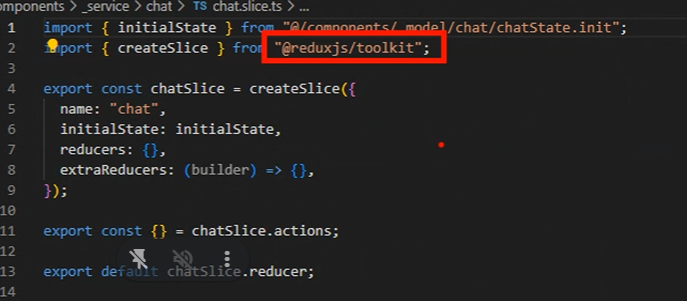 omponents > _service > chat > TS chat.slice.ts > ...
1 import { initialState } from "@/components/_model/chat/chatState.init";
2 import { createSlice } from "@reduxjs/toolkit";
3
4 export const chatSlice = createSlice({
5 name: "chat",
6 initialState: initialState,
7 reducers: {},
8 extraReducers: (builder) => {},
9 });
10
11 export const {} = chatSlice.actions;
12
13 export default chatSlice.reducer;
14